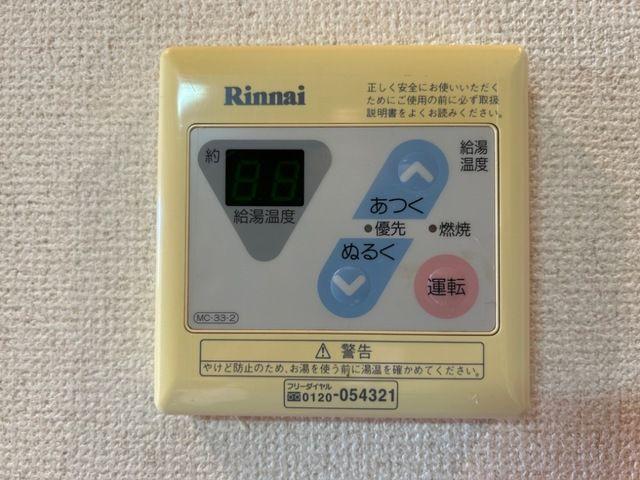 Rinnai
正しく安全にお使いいただく
ためにご使用の前に必ず取扱
説明書をよくお読みください。
約
給湯温度
給湯
温度
あつく
優先
燃焼
ぬるく
運転
MC-33-2
警告
やけど防止のため、お湯を使う前に湯温を確かめてください。
フリーダイヤル
0120-054321